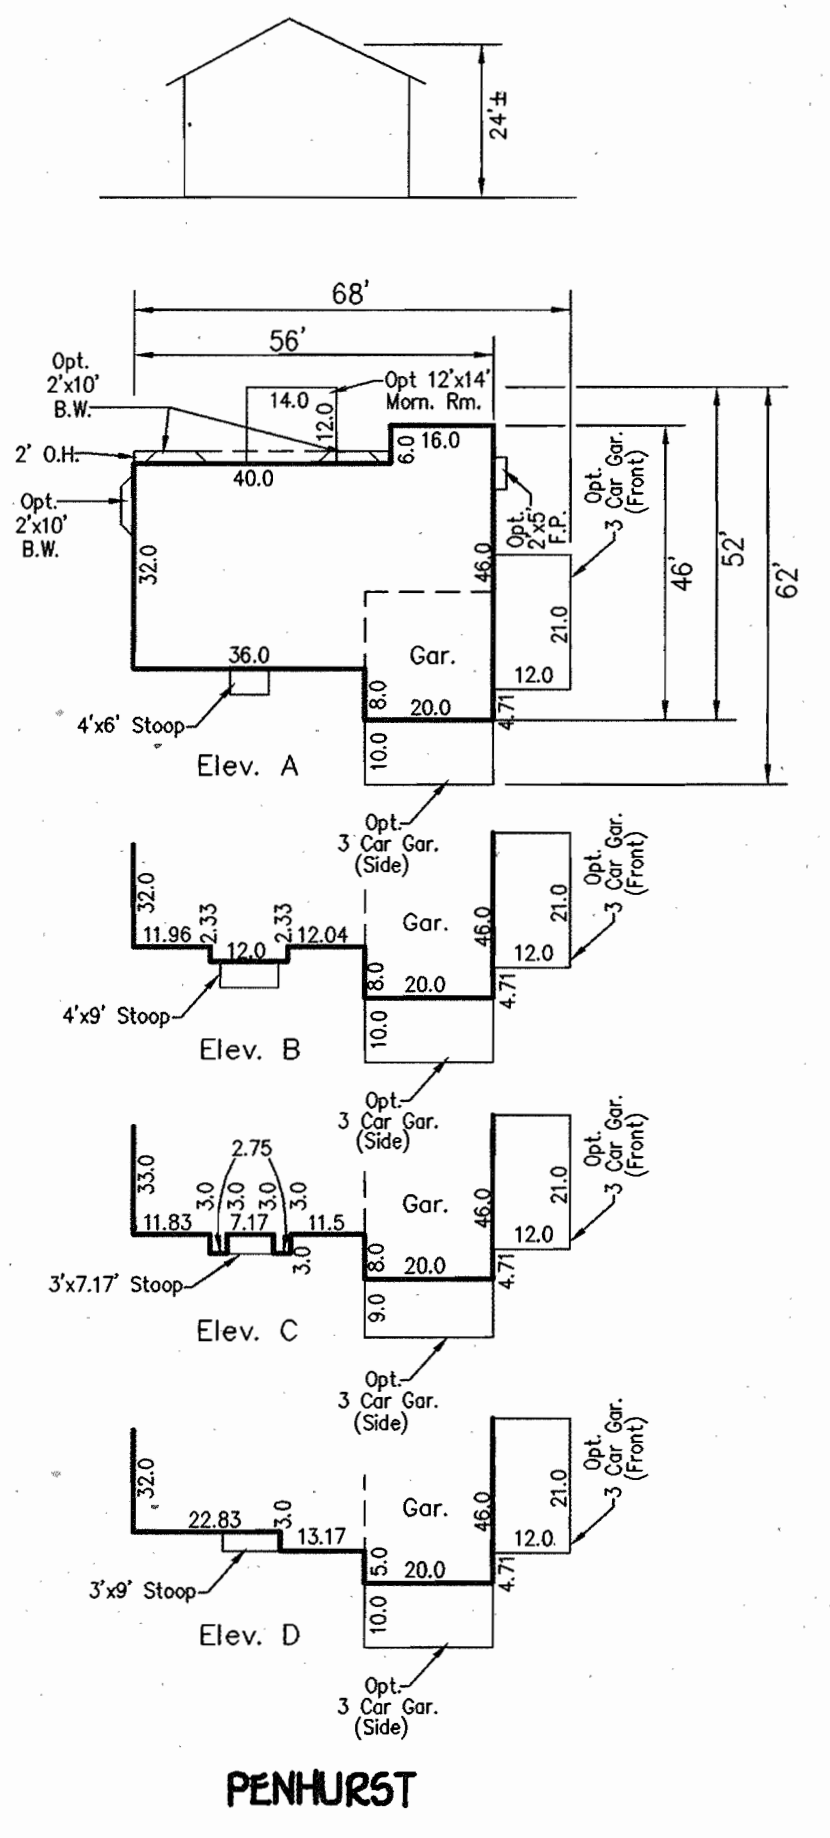 24'±
68'
56'
Opt.
2'x10'
B.W.
14.0
12.0
Opt 12'x14'
Morn. Rm.
2' O.H.
6.0
16.0
40.0
Opt.
2'x10'
B.W.
Opt.
2'x5'
F.P.
Opt.
3 Car Gar.
(Front)
32.0
46.0
46'
52'
62'
36.0
Gar.
21.0
12.0
4'x6' Stoop
8.0
20.0
4.71
Elev. A
10.0
Opt.
3 Car Gar.
(Side)
32.0
11.96
2.33
12.0
2.33
12.04
Gar.
46.0
21.0
12.0
Opt.
3 Car Gar.
(Front)
8.0
20.0
4.71
4'x9' Stoop
10.0
Elev. B
Opt.
3 Car Gar.
(Side)
33.0
2.75
3.0
3.0
3.0
3.0
11.83
7.17
11.5
3.0
Gar.
46.0
21.0
12.0
Opt.
3 Car Gar.
(Front)
8.0
20.0
4.71
3'x7.17' Stoop
9.0
Elev. C
Opt.
3 Car Gar.
(Side)
32.0
22.83
3.0
13.17
Gar.
46.0
21.0
12.0
Opt.
3 Car Gar.
(Front)
5.0
20.0
4.71
3'x9' Stoop
10.0
Elev. D
Opt.
3 Car Gar.
(Side)
PENHURST